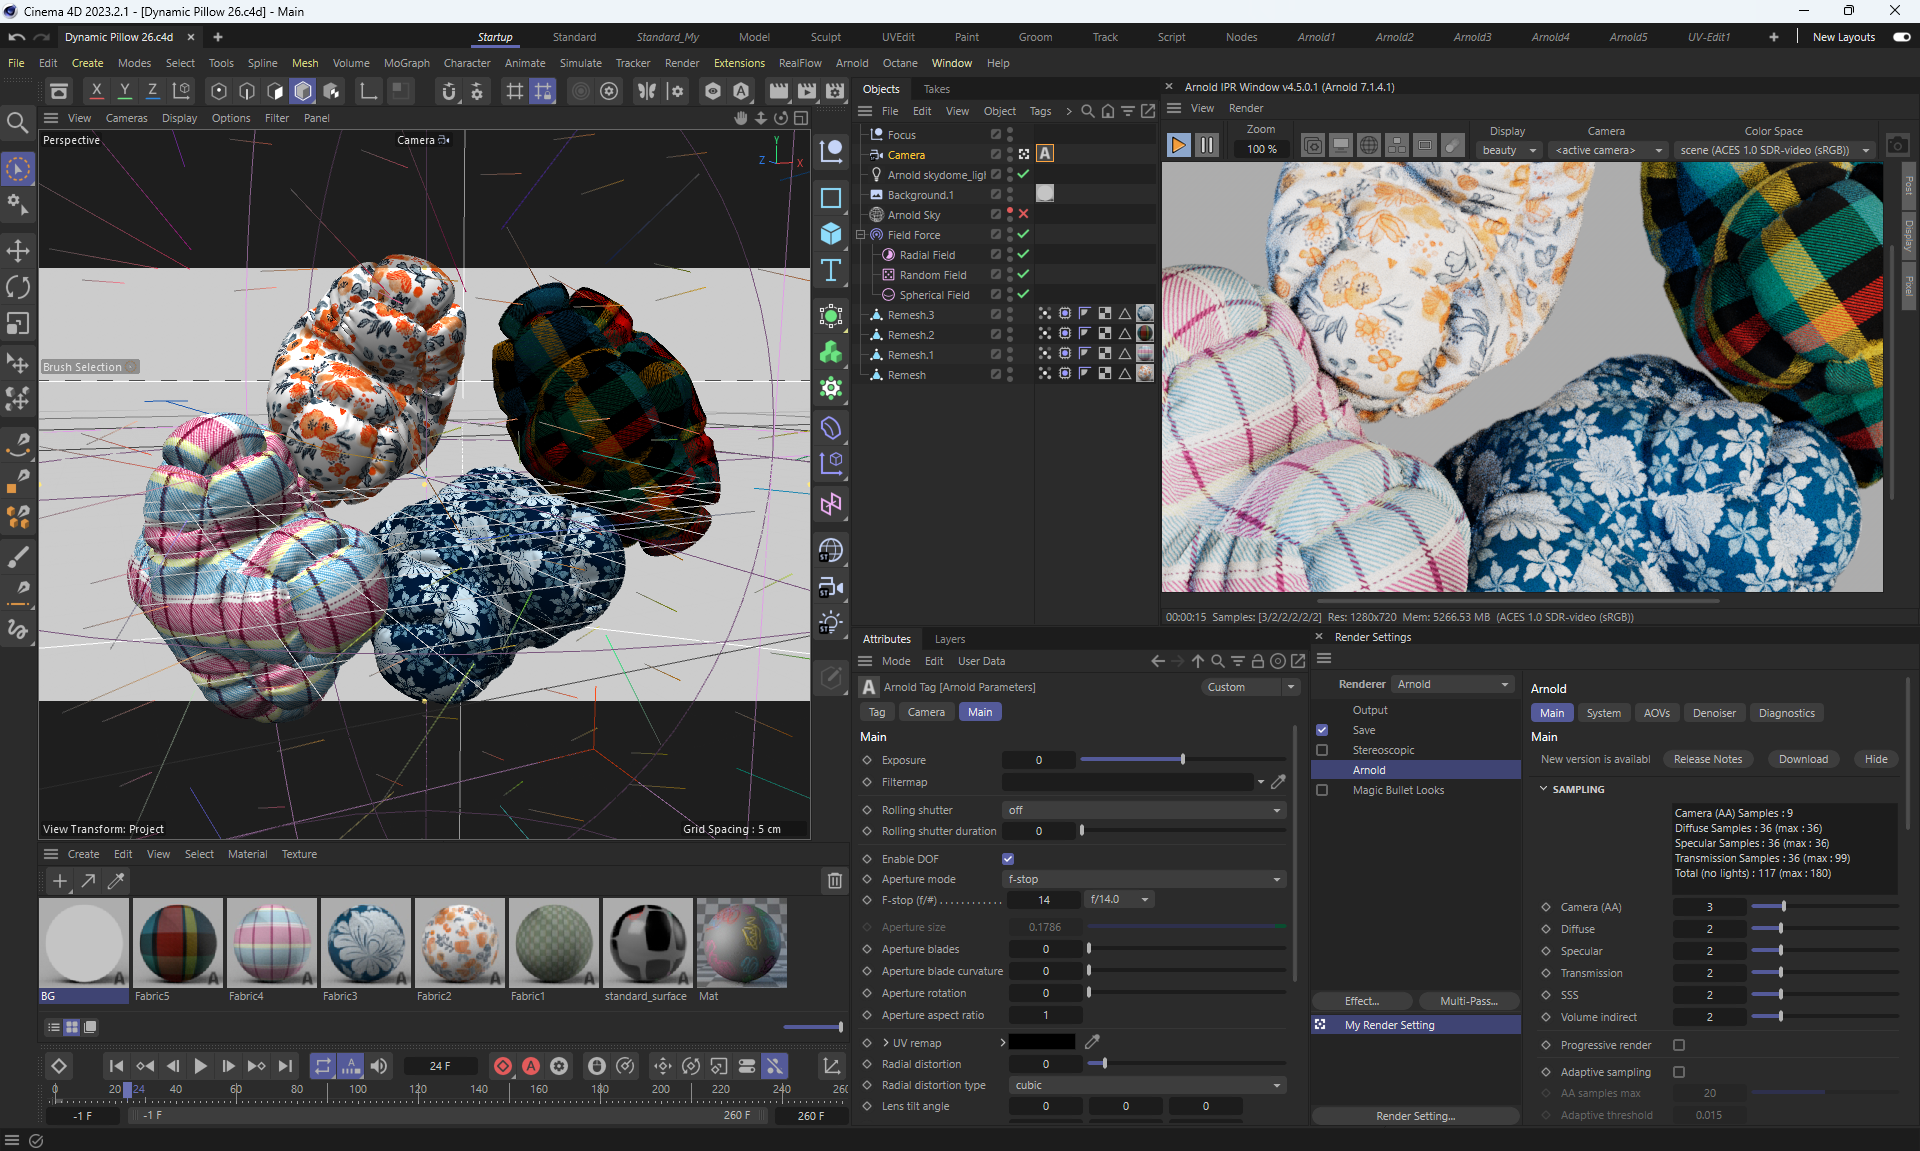 Cinema 4D 2023.2.1 - [Dynamic Pillow 26.c4d] - Main
Dynamic Pillow 26.c4d
Startup Standard Standard_My Model Sculpt UVEdit Paint Groom Track Script Nodes Arnold1 Arnold2 Arnold3 Arnold4 Arnold5 UV-Edit1 New Layouts
File Edit Create Modes Select Tools Spline Mesh Volume MoGraph Character Animate Simulate Tracker Render Extensions RealFlow Arnold Octane Window Help
X Y Z
View Cameras Display Options Filter Panel
Perspective
Camera
Y
Z X
Brush Selection
View Transform: Project
Grid Spacing : 5 cm
Objects Takes
File Edit View Object Tags
Focus
Camera
A
Arnold skydome_ligh
Background.1
Arnold Sky
Field Force
Radial Field
Random Field
Spherical Field
Remesh.3
Remesh.2
Remesh.1
Remesh
Arnold IPR Window v4.5.0.1 (Arnold 7.1.4.1)
View Render
Zoom
100 %
Display
beauty
Camera
<active camera>
Color Space
scene (ACES 1.0 SDR-video (sRGB))
Post
Display
Pixel
00:00:15 Samples: [3/2/2/2/2/2] Res: 1280x720 Mem: 5266.53 MB (ACES 1.0 SDR-video (sRGB))
Attributes Layers
Mode Edit User Data
A Arnold Tag [Arnold Parameters]
Custom
Tag Camera Main
Main
Exposure 0
Filtermap
Rolling shutter off
Rolling shutter duration 0
Enable DOF
Aperture mode f-stop
F-stop (f/#) . . . . . . . . . . . . 14 f/14.0
Aperture size 0.1786
Aperture blades 0
Aperture blade curvature 0
Aperture rotation 0
Aperture aspect ratio 1
UV remap
Radial distortion 0
Radial distortion type cubic
Lens tilt angle 0 0 0
Render Settings
Renderer Arnold
Output
Save
Stereoscopic
Arnold
Magic Bullet Looks
Effect... Multi-Pass...
My Render Setting
Render Setting...
Arnold
Main System AOVs Denoiser Diagnostics
Main
New version is availabl Release Notes Download Hide
SAMPLING
Camera (AA) Samples : 9
Diffuse Samples : 36 (max : 36)
Specular Samples : 36 (max : 36)
Transmission Samples : 36 (max : 99)
Total (no lights) : 117 (max : 180)
Camera (AA) 3
Diffuse 2
Specular 2
Transmission 2
SSS 2
Volume indirect 2
Progressive render
Adaptive sampling
AA samples max 20
Adaptive threshold 0.015
Create Edit View Select Material Texture
A A A A A A A
BG Fabric5 Fabric4 Fabric3 Fabric2 Fabric1 standard_surface Mat
24 F
0 20 24 40 60 80 100 120 140 160 180 200 220 240 260
-1 F -1 F 260 F 260 F